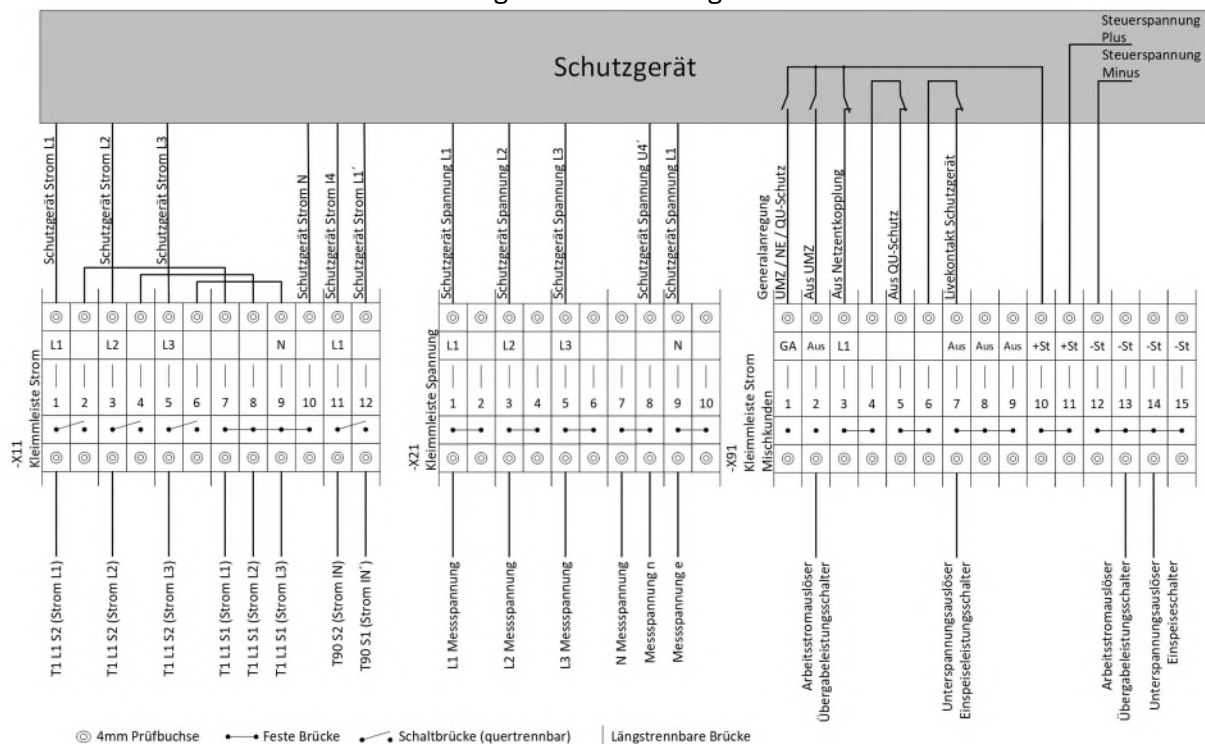 Schutzgerät
Steuerspannung
Plus
Steuerspannung
Minus
Schutzgerät Strom L1
Schutzgerät Strom L2
Schutzgerät Strom L3
Schutzgerät Strom N
Schutzgerät Strom I4
Schutzgerät Strom L1´
Schutzgerät Spannung L1
Schutzgerät Spannung L2
Schutzgerät Spannung L3
Schutzgerät Spannung U4´
Schutzgerät Spannung L1
Generalanregung
UMZ / NE / QU-Schutz
Aus UMZ
Aus Netzentkopplung
Aus QU-Schutz
Livekontakt Schutzgerät
-X11
Kleimmleiste Strom
L1 L2 L3 N L1
1 2 3 4 5 6 7 8 9 10 11 12
-X21
Kleimmleiste Spannung
L1 L2 L3 N
1 2 3 4 5 6 7 8 9 10
-X91
Kleimmleiste Strom
Mischkunden
GA Aus L1 Aus Aus Aus +St +St -St -St -St -St
1 2 3 4 5 6 7 8 9 10 11 12 13 14 15
T1 L1 S2 (Strom L1)
T1 L1 S2 (Strom L2)
T1 L1 S2 (Strom L3)
T1 L1 S1 (Strom L1)
T1 L1 S1 (Strom L2)
T1 L1 S1 (Strom L3)
T90 S2 (Strom IN)
T90 S1 (Strom IN´)
L1 Messspannung
L2 Messspannung
L3 Messspannung
N Messspannung
Messspannung n
Messspannung e
Arbeitsstromauslöser
Übergabeleistungsschalter
Unterspannungsauslöser
Einspeiseleistungsschalter
Arbeitsstromauslöser
Übergabeleistungsschalter
Unterspannungsauslöser
Einspeiseschalter
4mm Prüfbuchse Feste Brücke Schaltbrücke (quertrennbar) Längstrennbare Brücke